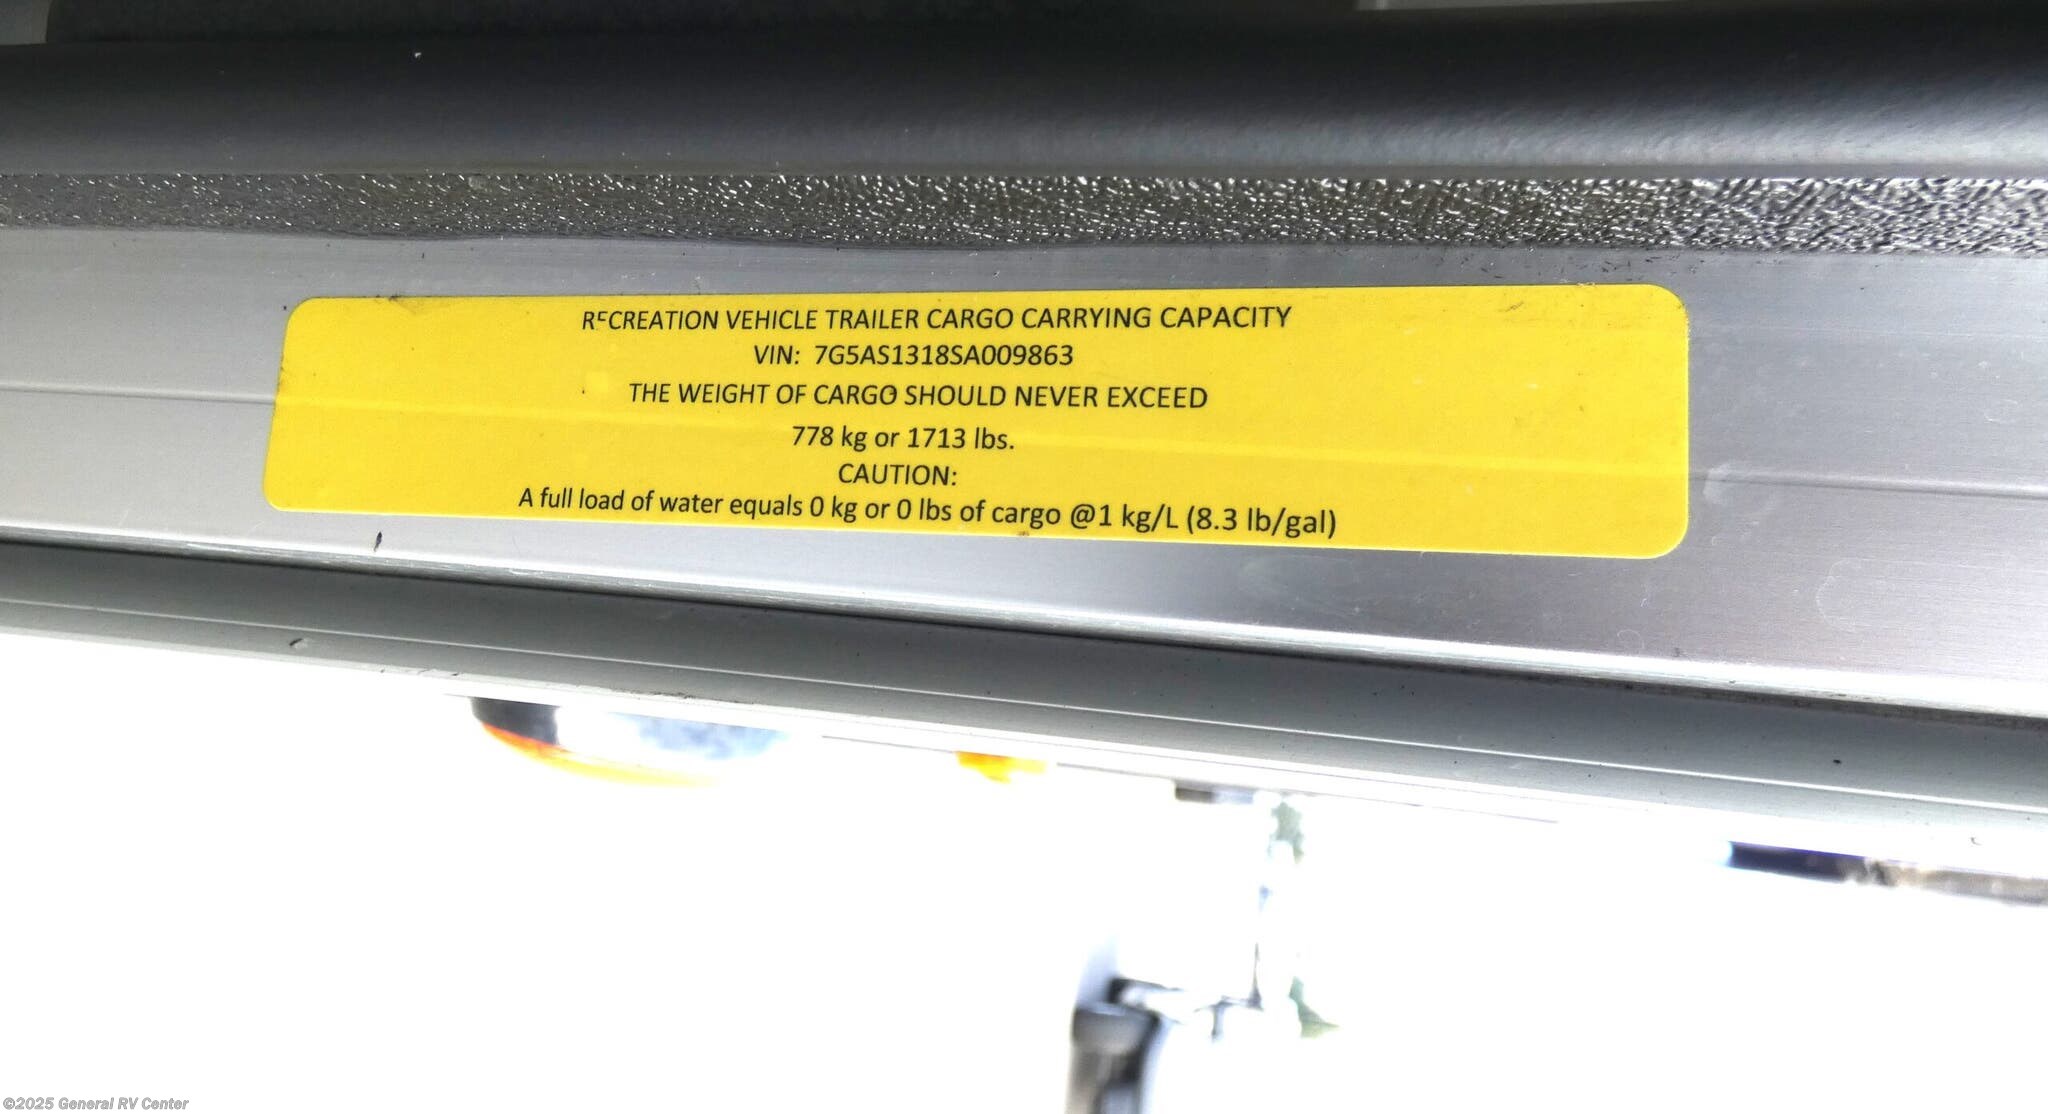 RECREATION VEHICLE TRAILER CARGO CARRYING CAPACITY
VIN: 7G5AS1318SA009863
THE WEIGHT OF CARGO SHOULD NEVER EXCEED
778 kg or 1713 lbs.
CAUTION:
A full load of water equals 0 kg or 0 lbs of cargo @1 kg/L (8.3 lb/gal)
©2025 General RV Center